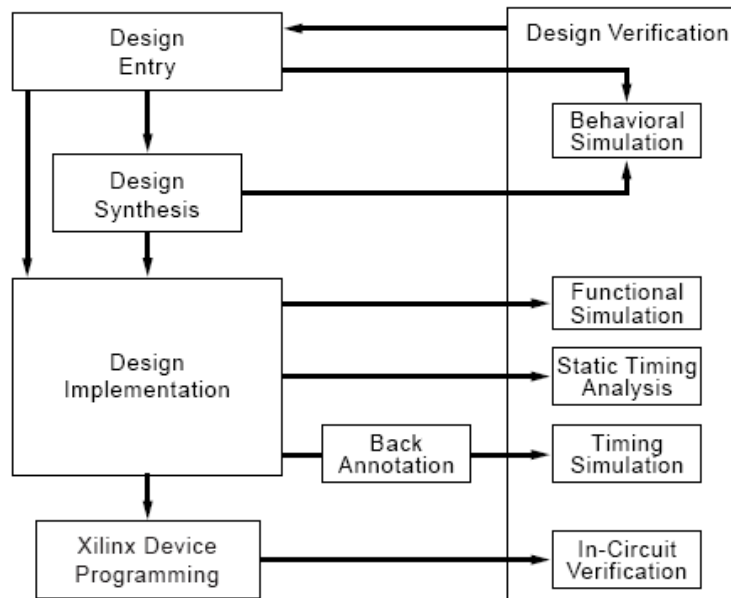 Design
Entry
Design Verification
Behavioral
Simulation
Design
Synthesis
Functional
Simulation
Design
Implementation
Static Timing
Analysis
Back
Annotation
Timing
Simulation
Xilinx Device
Programming
In-Circuit
Verification